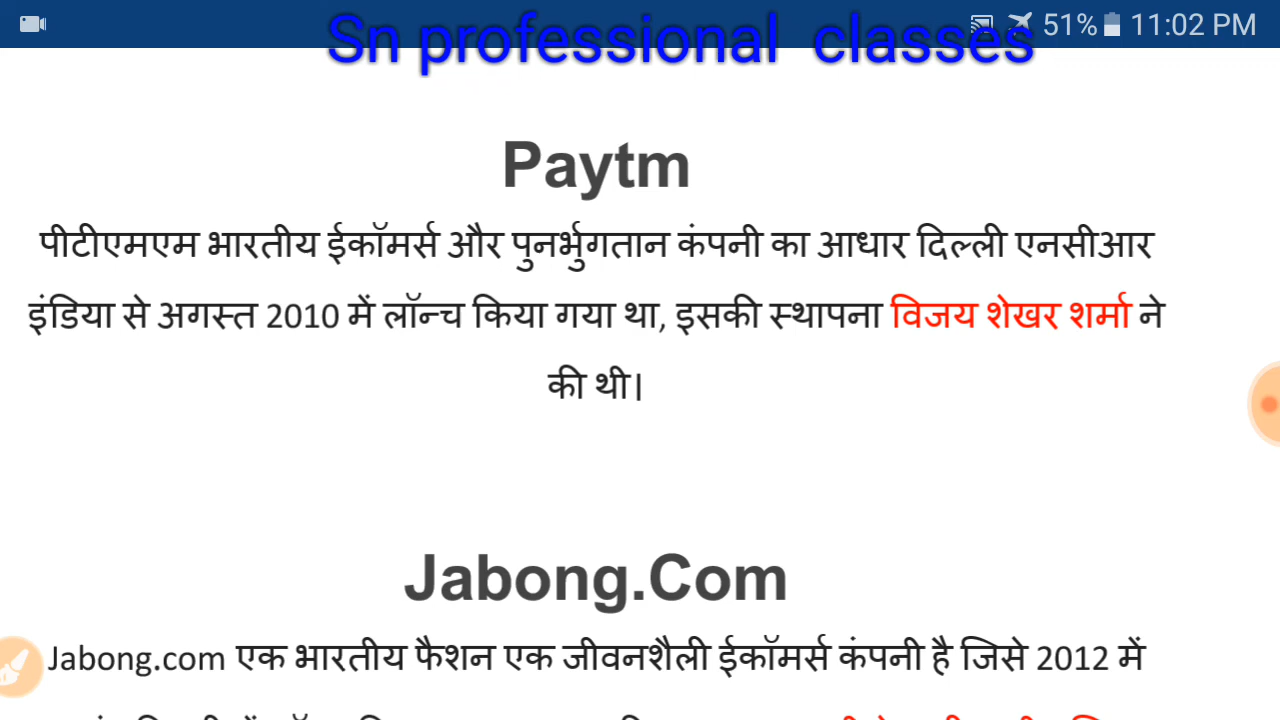 Sn professional classes
51% 11:02 PM
Paytm
पीटीएमएम भारतीय ईकॉमर्स और पुनर्भुगतान कंपनी का आधार दिल्ली एनसीआर
इंडिया से अगस्त 2010 में लॉन्च किया गया था, इसकी स्थापना विजय शेखर शर्मा ने
की थी।
Jabong.Com
Jabong.com एक भारतीय फैशन एक जीवनशैली ईकॉमर्स कंपनी है जिसे 2012 में